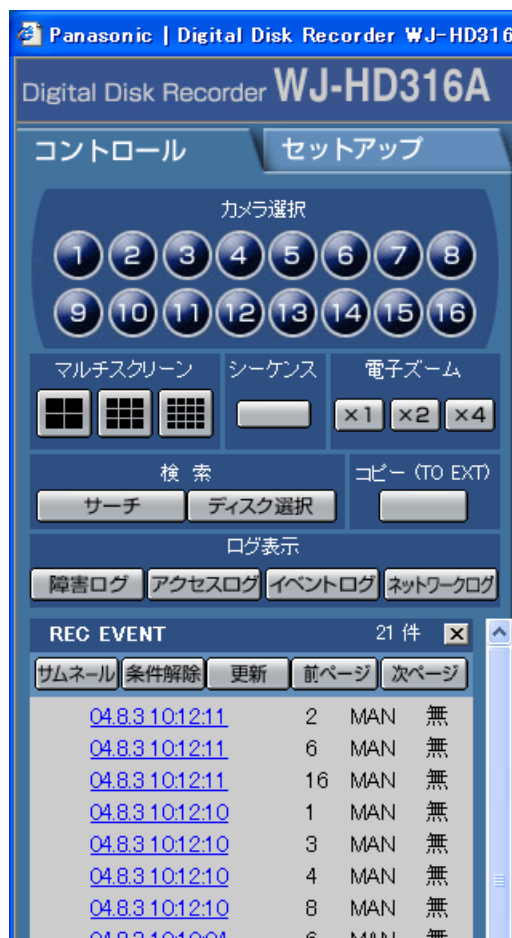 Panasonic | Digital Disk Recorder WJ-HD316
Digital Disk Recorder WJ-HD316A
コントロール セットアップ
カメラ選択
1 2 3 4 5 6 7 8
9 10 11 12 13 14 15 16
マルチスクリーン シーケンス 電子ズーム
×1 ×2 ×4
検 索 コピー (TO EXT)
サーチ ディスク選択
ログ表示
障害ログ アクセスログ イベントログ ネットワークログ
REC EVENT 21 件
サムネール 条件解除 更新 前ページ 次ページ
04.8.3 10:12:11 2 MAN 無
04.8.3 10:12:11 6 MAN 無
04.8.3 10:12:11 16 MAN 無
04.8.3 10:12:10 1 MAN 無
04.8.3 10:12:10 3 MAN 無
04.8.3 10:12:10 4 MAN 無
04.8.3 10:12:10 8 MAN 無